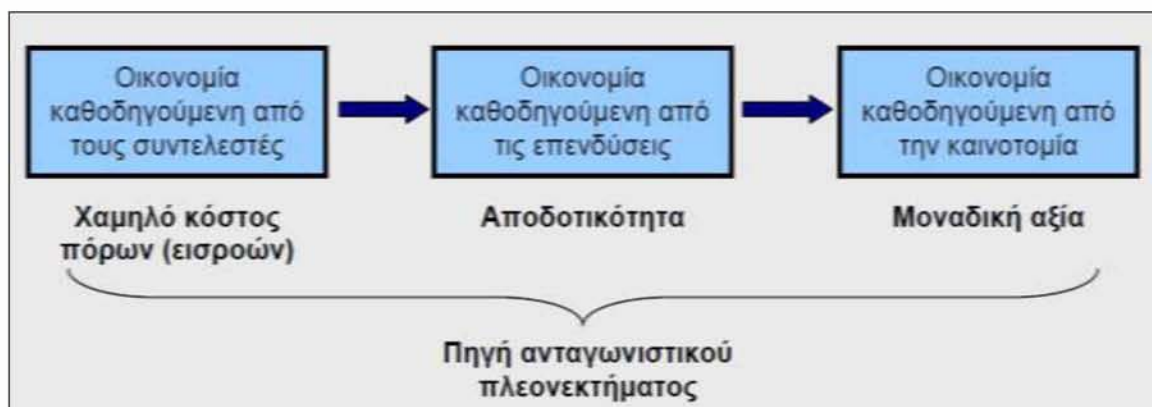 Οικονομία
καθοδηγούμενη από
τους συντελεστές
Οικονομία
καθοδηγούμενη από
τις επενδύσεις
Οικονομία
καθοδηγούμενη από
την καινοτομία
Χαμηλό κόστος
πόρων (εισροών)
Αποδοτικότητα
Μοναδική αξία
Πηγή ανταγωνιστικού
πλεονεκτήματος